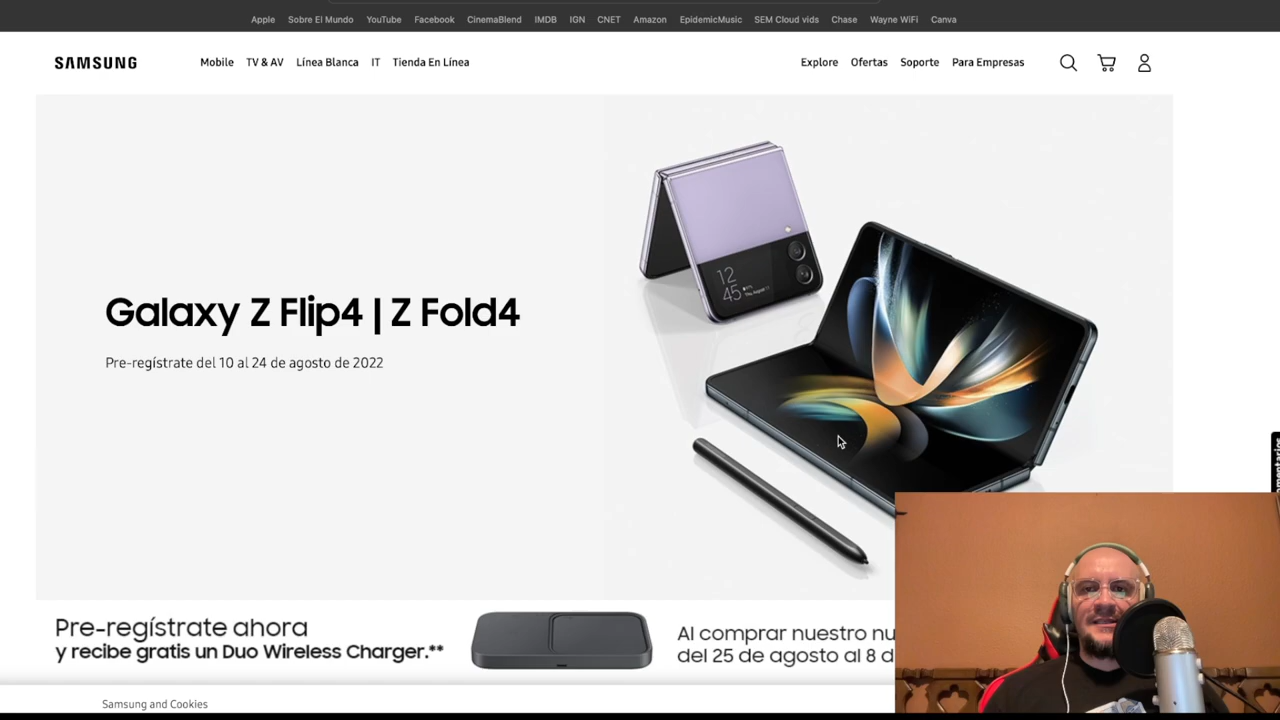 Apple Sobre El Mundo YouTube Facebook CinemaBlend IMDB IGN CNET Amazon EpidemicMusic SEM Cloud vids Chase Wayne WiFi Canva
SAMSUNG Mobile TV & AV Línea Blanca IT Tienda En Línea Explore Ofertas Soporte Para Empresas
12
45
Galaxy Z Flip4 | Z Fold4
Pre-regístrate del 10 al 24 de agosto de 2022
Pre-regístrate ahora
y recibe gratis un Duo Wireless Charger.**
Al comprar nuestro nu
del 25 de agosto al 8 d
Samsung and Cookies